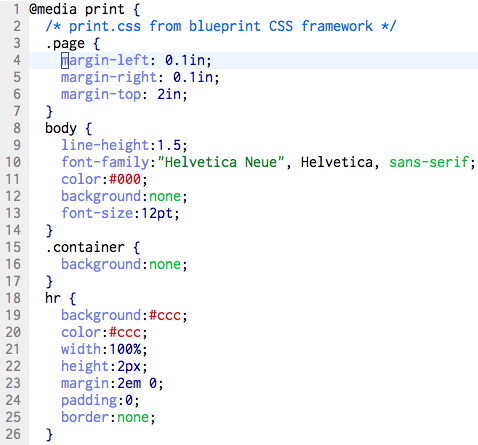 1 @media print {
2   /* print.css from blueprint CSS framework */
3   .page {
4     margin-left: 0.1in;
5     margin-right: 0.1in;
6     margin-top: 2in;
7   }
8   body {
9     line-height:1.5;
10     font-family:"Helvetica Neue", Helvetica, sans-serif;
11     color:#000;
12     background:none;
13     font-size:12pt;
14   }
15   .container {
16     background:none;
17   }
18   hr {
19     background:#ccc;
20     color:#ccc;
21     width:100%;
22     height:2px;
23     margin:2em 0;
24     padding:0;
25     border:none;
26   }